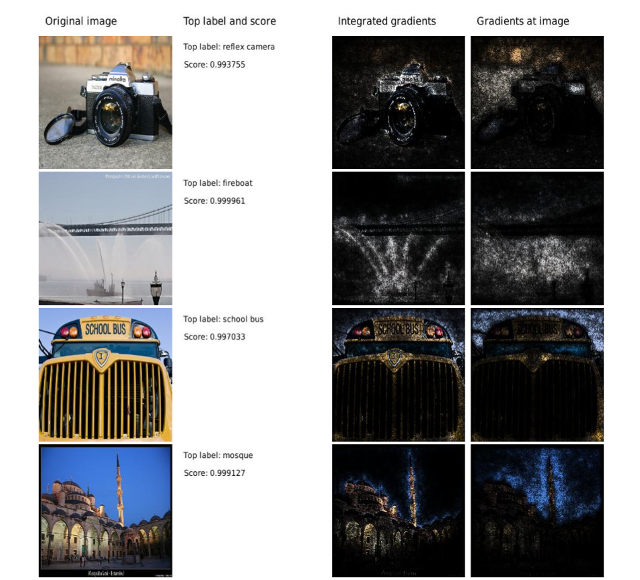 Original image Top label and score Integrated gradients Gradients at image
Top label: reflex camera
Score: 0.993755
minolta
Top label: fireboat
Score: 0.999961
Top label: school bus
Score: 0.997033
SCHOOL BUS
Top label: mosque
Score: 0.999127